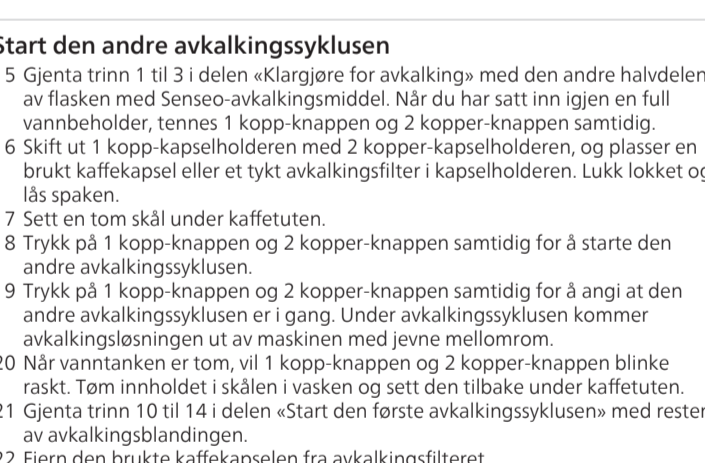 Start den andre avkalkingssyklusen
5 Gjenta trinn 1 til 3 i delen «Klargjøre for avkalking» med den andre halvdelen
av flasken med Senseo-avkalkingsmiddel. Når du har satt inn igjen en full
vannbeholder, tennes 1 kopp-knappen og 2 kopper-knappen samtidig.
6 Skift ut 1 kopp-kapselholderen med 2 kopper-kapselholderen, og plasser en
brukt kaffekapsel eller et tykt avkalkingsfilter i kapselholderen. Lukk lokket og
lås spaken.
7 Sett en tom skål under kaffetuten.
8 Trykk på 1 kopp-knappen og 2 kopper-knappen samtidig for å starte den
andre avkalkingssyklusen.
9 Trykk på 1 kopp-knappen og 2 kopper-knappen samtidig for å angi at den
andre avkalkingssyklusen er i gang. Under avkalkingssyklusen kommer
avkalkingsløsningen ut av maskinen med jevne mellomrom.
20 Når vanntanken er tom, vil 1 kopp-knappen og 2 kopper-knappen blinke
raskt. Tøm innholdet i skålen i vasken og sett den tilbake under kaffetuten.
21 Gjenta trinn 10 til 14 i delen «Start den første avkalkingssyklusen» med resten
av avkalkingsblandingen.
22 Fjern den brukte kaffekapselen fra avkalkingsfilteret